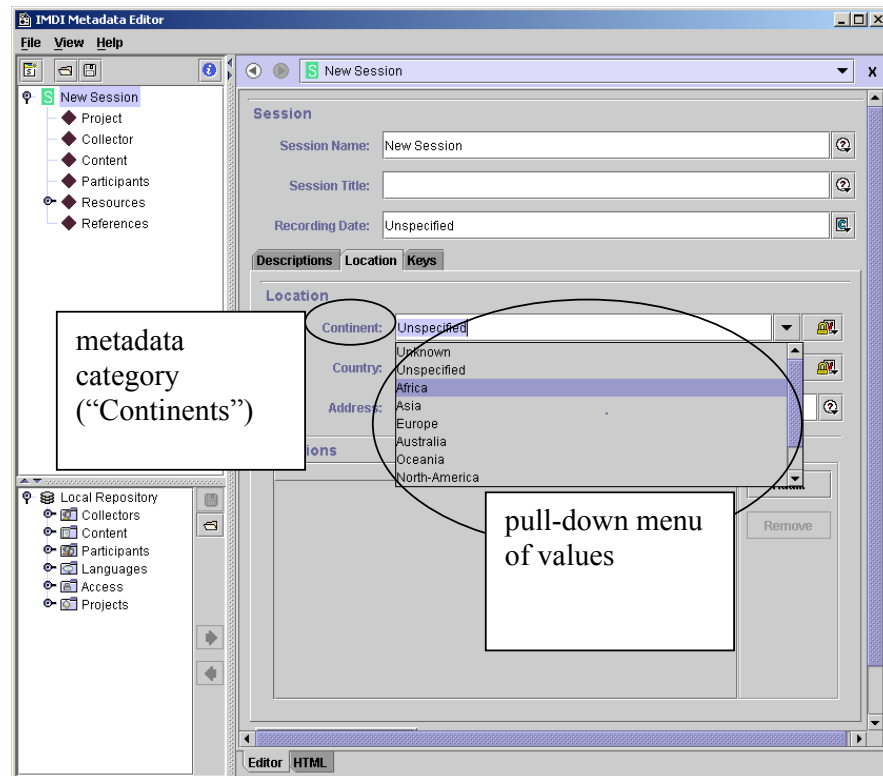 IMDI Metadata Editor
File View Help
New Session
Project
Collector
Content
Participants
Resources
References
S New Session
X
Session
Session Name: New Session
Session Title:
Recording Date: Unspecified
Descriptions Location Keys
Location
Continent: Unspecified
Unknown
Unspecified
Africa
Asia
Europe
Australia
Oceania
North-America
Country:
Address:
ions
Remove
metadata
category
(“Continents”)
pull-down menu
of values
Local Repository
Collectors
Content
Participants
Languages
Access
Projects
Editor HTML